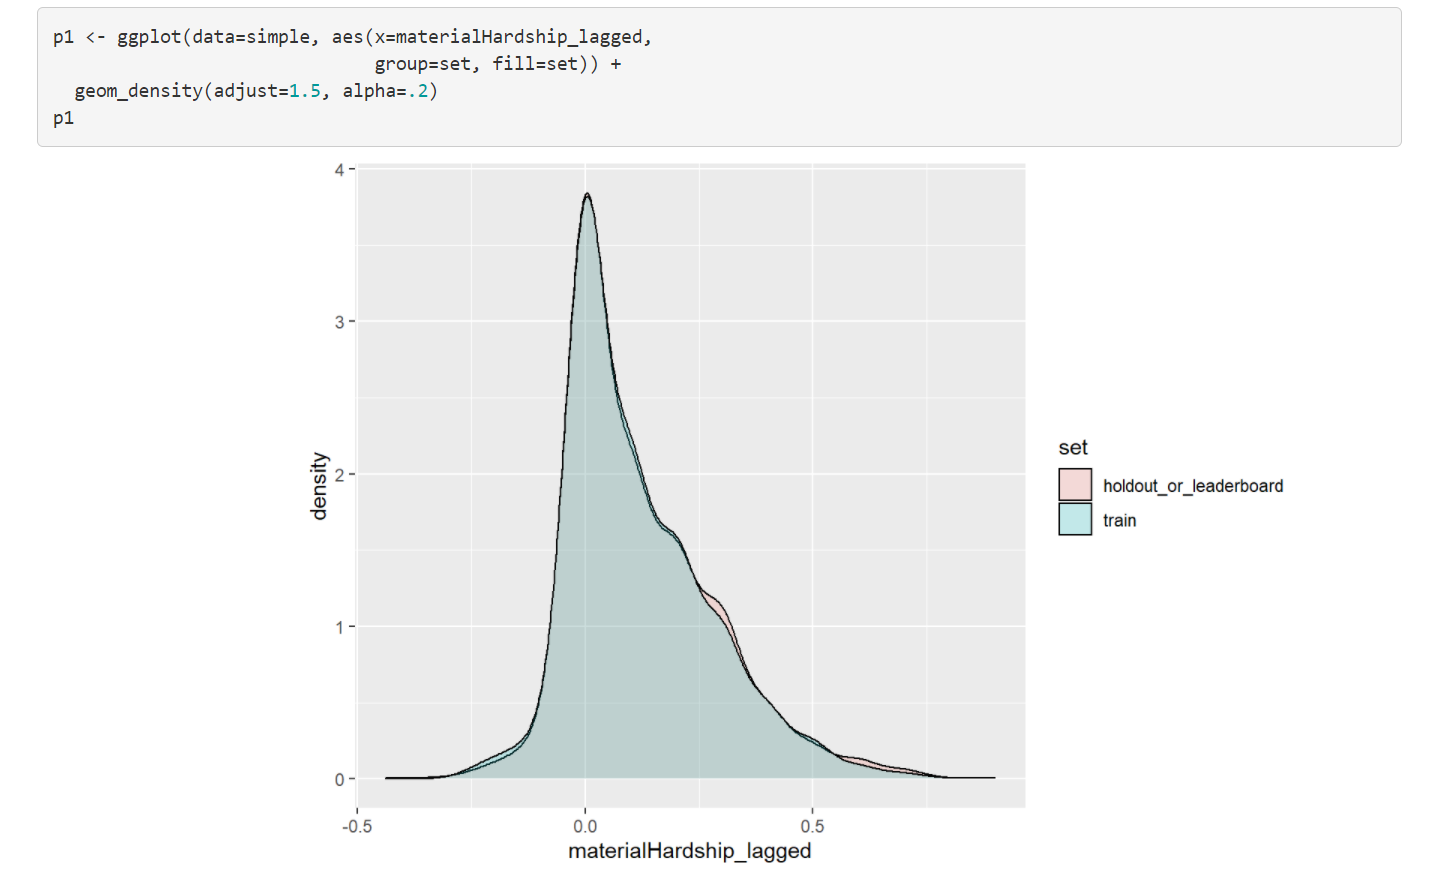 p1 <- ggplot(data=simple, aes(x=materialHardship_lagged,
group=set, fill=set)) +
geom_density(adjust=1.5, alpha=.2)
p1
4
3
2
1
0
density
-0.5
0.0
0.5
materialHardship_lagged
set
holdout_or_leaderboard
train